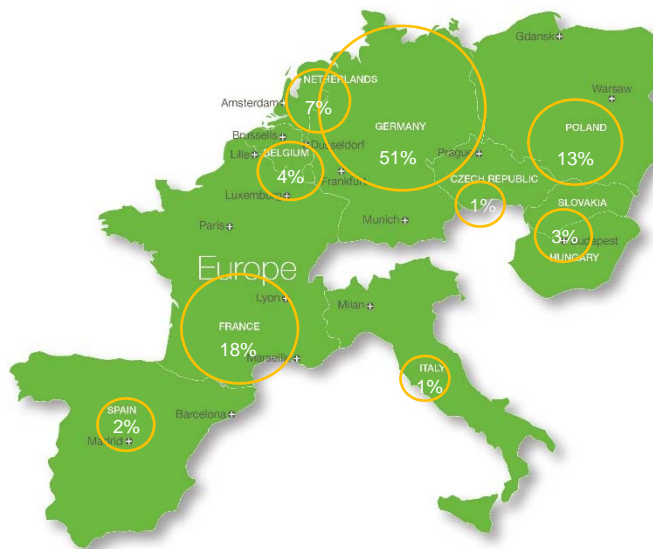 Gdansk
NETHERLANDS
7%
Amsterdam
Warsaw
GERMANY
51%
POLAND
13%
Brussells
Dusseldorf
Lille
BELGIUM
4%
Frankfurt
Prague
CZECH REPUBLIC
1%
Luxembourg
SLOVAKIA
Munich
Paris
3%
Budapest
HUNGARY
Europe
Lyon
Milan
FRANCE
18%
Marseille
ITALY
1%
SPAIN
2%
Barcelona
Madrid